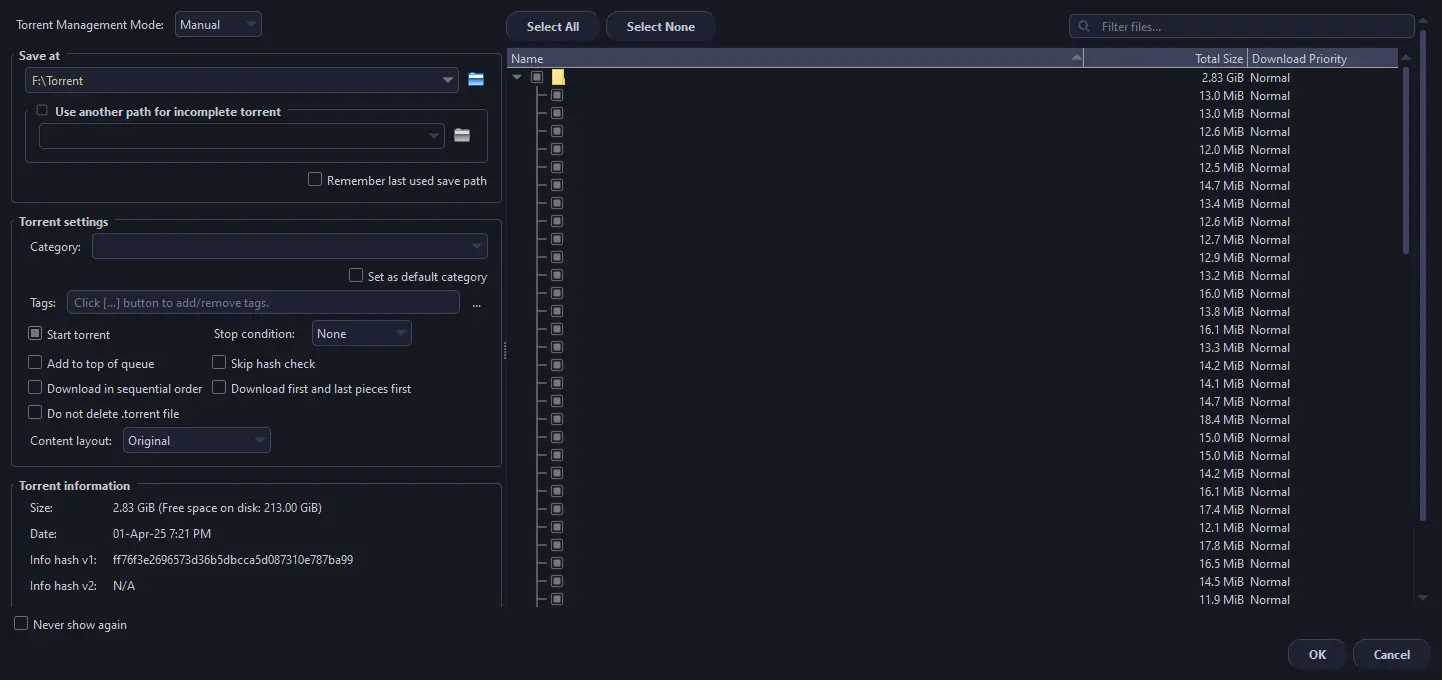 Torrent Management Mode: Manual
Save at
F:\Torrent
Use another path for incomplete torrent
Remember last used save path
Torrent settings
Category:
Set as default category
Tags: Click [...] button to add/remove tags. ...
Start torrent Stop condition: None
Add to top of queue Skip hash check
Download in sequential order Download first and last pieces first
Do not delete .torrent file
Content layout: Original
Torrent information
Size: 2.83 GiB (Free space on disk: 213.00 GiB)
Date: 01-Apr-25 7:21 PM
Info hash v1: ff76f3e2696573d36b5dbcca5d087310e787ba99
Info hash v2: N/A
Never show again
Select All Select None Filter files...
Name Total Size Download Priority
2.83 GiB Normal
13.0 MiB Normal
13.0 MiB Normal
12.6 MiB Normal
12.0 MiB Normal
12.5 MiB Normal
14.7 MiB Normal
13.4 MiB Normal
12.6 MiB Normal
12.7 MiB Normal
12.9 MiB Normal
13.2 MiB Normal
16.0 MiB Normal
13.8 MiB Normal
16.1 MiB Normal
13.3 MiB Normal
14.2 MiB Normal
14.1 MiB Normal
14.7 MiB Normal
18.4 MiB Normal
15.0 MiB Normal
15.0 MiB Normal
14.2 MiB Normal
16.1 MiB Normal
17.4 MiB Normal
12.1 MiB Normal
17.8 MiB Normal
16.5 MiB Normal
14.5 MiB Normal
11.9 MiB Normal
OK Cancel